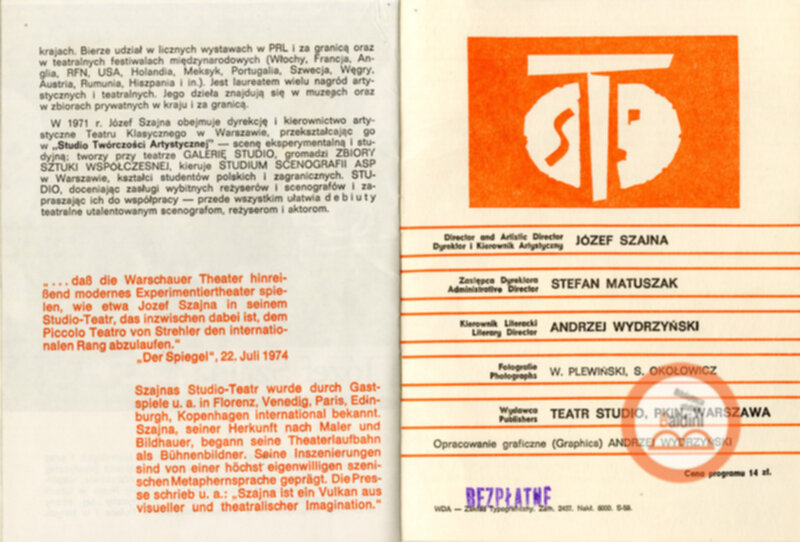 krajach. Bierze udział w licznych wystawach w PRL i za granicą oraz
w teatralnych festiwalach międzynarodowych (Włochy, Francja, An-
glia, RFN, USA, Holandia, Meksyk, Portugalia, Szwecja, Węgry,
Austria, Rumunia, Hiszpania i in.). Jest laureatem wielu nagród arty-
stycznych i teatralnych. Jego dzieła znajdują się w muzeach oraz
w zbiorach prywatnych w kraju i za granicą.
W 1971 r. Józef Szajna obejmuje dyrekcję i kierownictwo arty-
styczne Teatru Klasycznego w Warszawie, przekształcając go
w „Studio Twórczości Artystycznej" — scenę eksperymentalną i stu-
dyjną; tworzy przy teatrze GALERIĘ STUDIO, gromadzi ZBIORY
SZTUKI WSPÓŁCZESNEJ, kieruje STUDIUM SCENOGRAFII ASP
w Warszawie, kształci studentów polskich i zagranicznych. STU-
DIO, doceniając zasługi wybitnych reżyserów i scenografów i za-
praszając ich do współpracy — przede wszystkim ułatwia debiuty
teatralne utalentowanym scenografom, reżyserom i aktorom.
„...daß die Warschauer Theater hinrei-
ßend modernes Experimentiertheater spie-
len, wie etwa Jozef Szajna in seinem
Studio-Teatr, das inzwischen dabei ist, dem
Piccolo Teatro von Strehler den internatio-
nalen Rang abzulaufen."
„Der Spiegel", 22. Juli 1974
Szajnas Studio-Teatr wurde durch Gast-
spiele u. a. in Florenz, Venedig, Paris, Edin-
burgh, Kopenhagen international bekannt.
Szajna, seiner Herkunft nach Maler und
Bildhauer, begann seine Theaterlaufbahn
als Bühnenbildner. Seine Inszenierungen
sind von einer höchst eigenwilligen szeni-
schen Metaphernsprache geprägt. Die Pres-
se schrieb u. a.: „Szajna ist ein Vulkan aus
visueller und theatralischer Imagination."
Director and Artistic Director
Dyrektor i Kierownik Artystyczny JÓZEF SZAJNA
Zastępca Dyrektora
Administrative Director STEFAN MATUSZAK
Kierownik Literacki
Literary Director ANDRZEJ WYDRZYŃSKI
Fotografie
Photographs W. PLEWIŃSKI, S. OKOŁOWICZ
Wydawca
Publishers TEATR STUDIO, PKIN, WARSZAWA
Opracowanie graficzne (Graphics) ANDRZEJ WYDRZYŃSKI
Baldini
Cena programu 14 zł.
BEZPŁATNE
WDA — Zakład Typograficzny. Zam. 2437. Nakł. 6000. S-59.